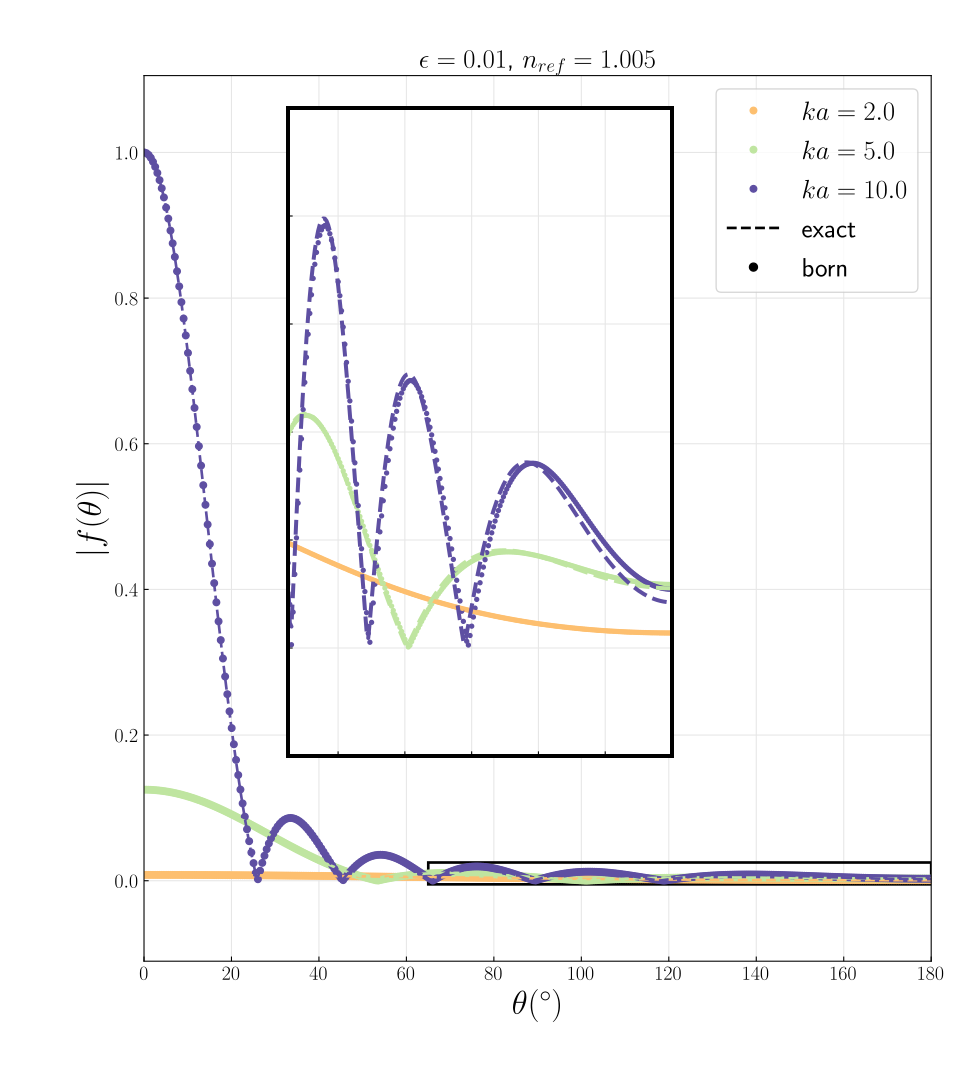 ϵ = 0.01, n_ref = 1.005
ka = 2.0
ka = 5.0
ka = 10.0
exact
born
|f(θ)|
1.0
0.8
0.6
0.4
0.2
0.0
0 20 40 60 80 100 120 140 160 180
θ(°)